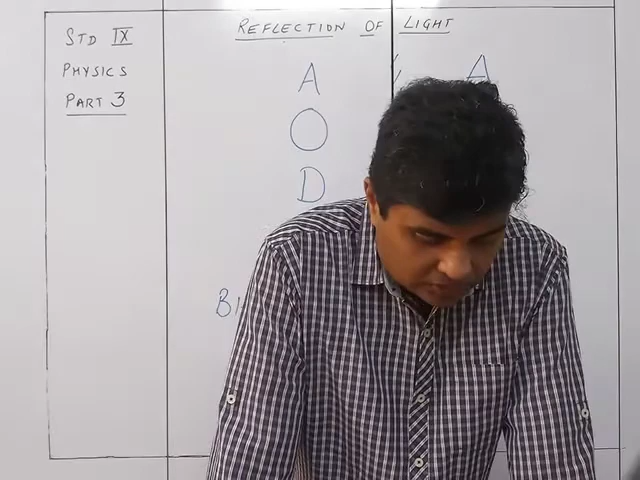 STD IX
PHYSICS
PART 3
REFLECTION OF LIGHT
A
O
D
A